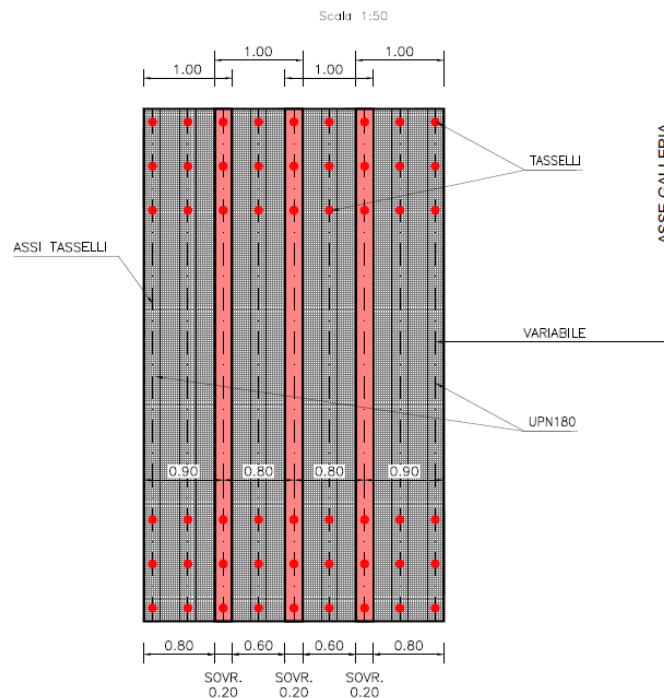 Scala 1:50
1.00 1.00
1.00 1.00
TASSELLI
ASSE GALLERIA
ASSI TASSELLI
VARIABILE
UPN180
0.90 0.80 0.80 0.90
0.80 0.60 0.60 0.80
SOVR. SOVR. SOVR.
0.20 0.20 0.20